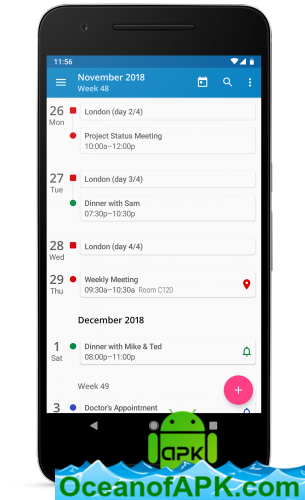 11:56
November 2018
Week 48
26
Mon
London (day 2/4)
Project Status Meeting
10:00a–12:00p
27
Tue
London (day 3/4)
Dinner with Sam
07:30p–10:30p
28
Wed
London (day 4/4)
29
Thu
Weekly Meeting
09:30a–10:30a Room C120
December 2018
1
Sat
Dinner with Mike & Ted
08:00p–11:00p
Week 49
3
Doctor's Appointment
+
APK
OceanofAPK.com